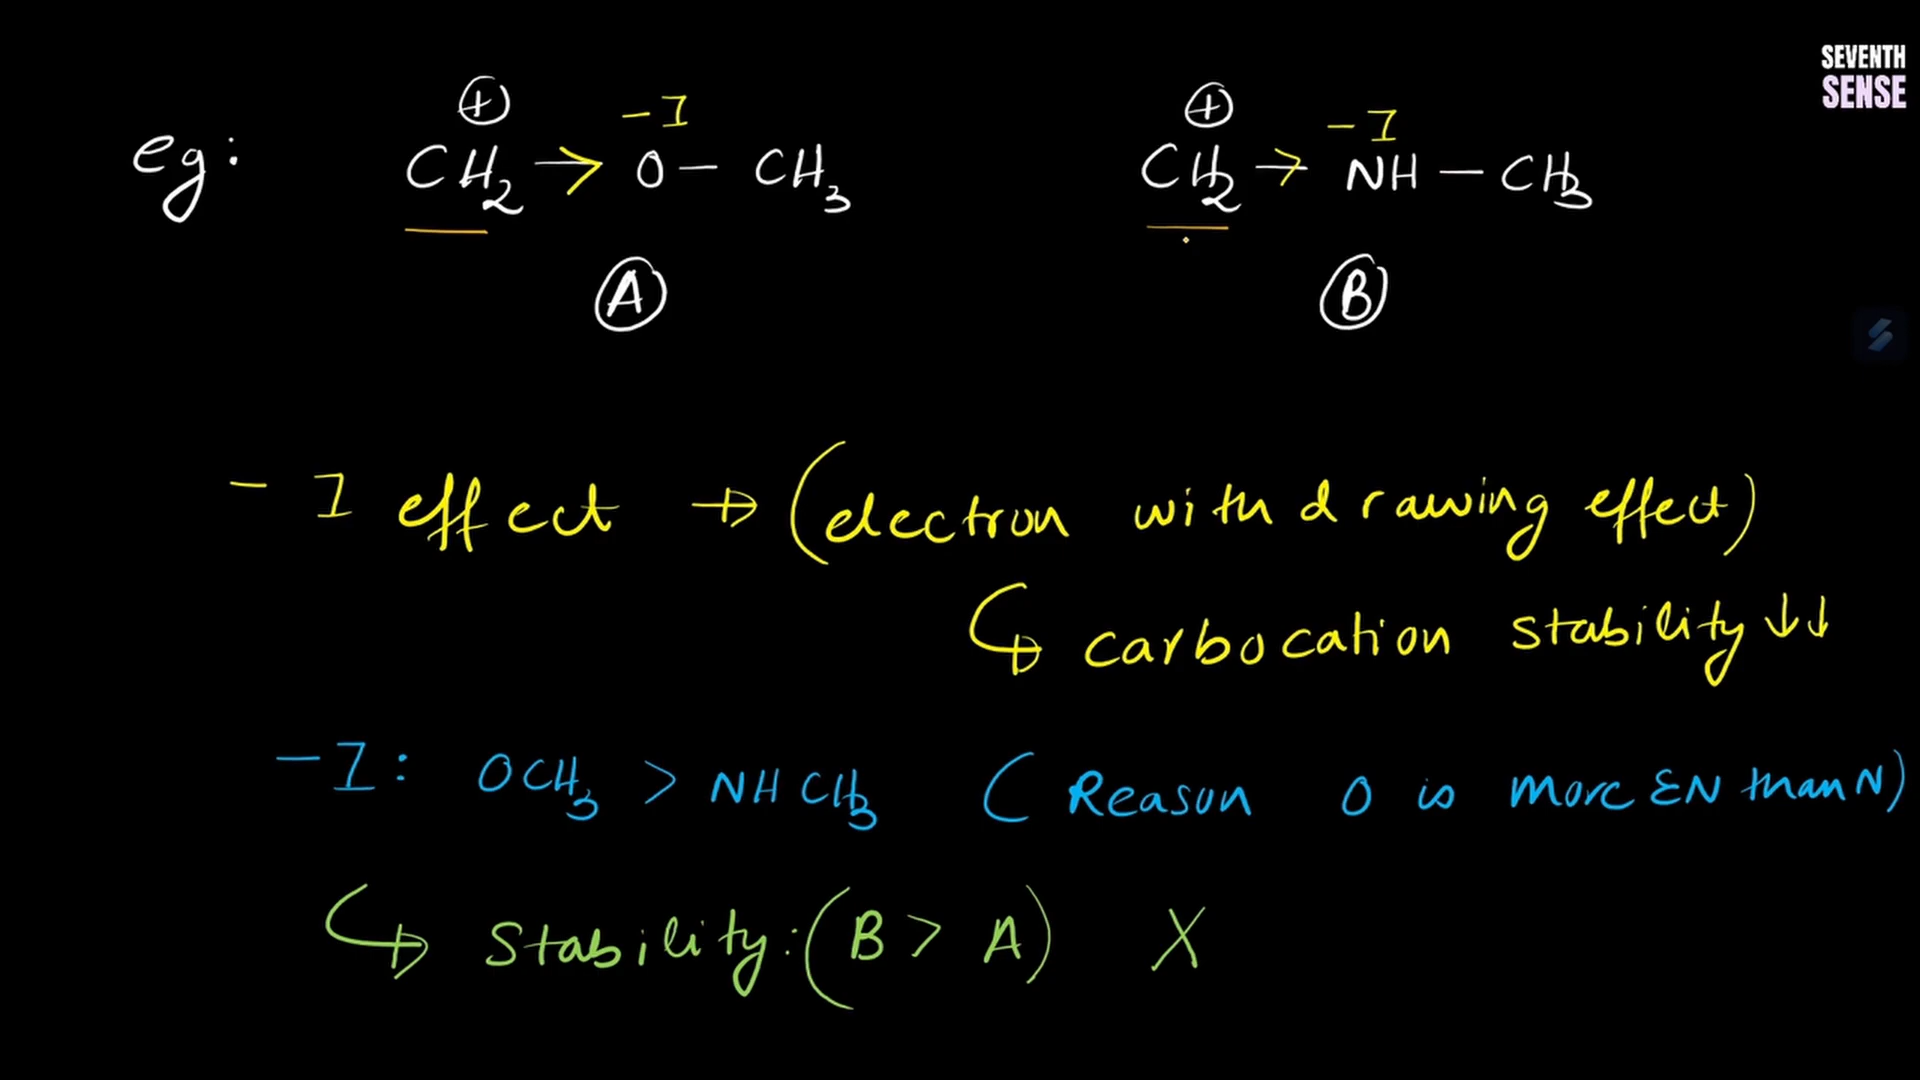 SEVENTH
SENSE
eg: ⊕CH₂ → O – CH₃ -I ⊕CH₂ → NH – CH₃ -I
Ⓐ Ⓑ
- I effect → (electron withdrawing effect)
↳ carbocation stability ↓↓
-I: OCH₃ > NHCH₃ (Reason O is more EN than N)
↳ Stability: (B > A) X